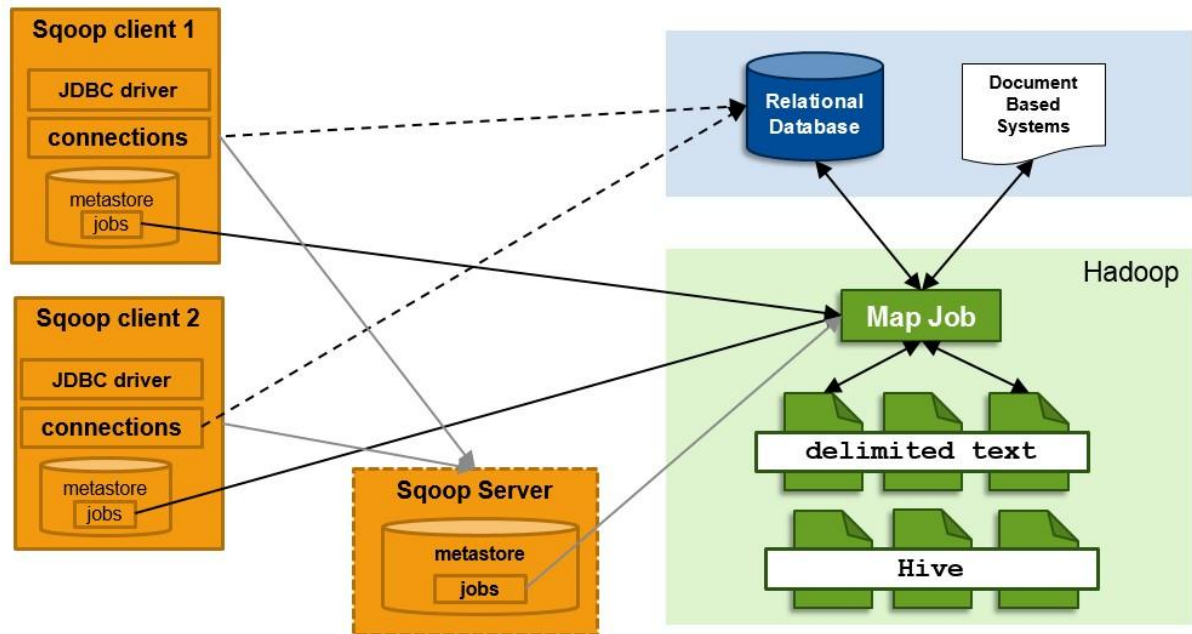 Sqoop client 1
JDBC driver
connections
metastore
jobs
Sqoop client 2
JDBC driver
connections
metastore
jobs
Sqoop Server
metastore
jobs
Relational
Database
Document
Based
Systems
Hadoop
Map Job
delimited text
Hive